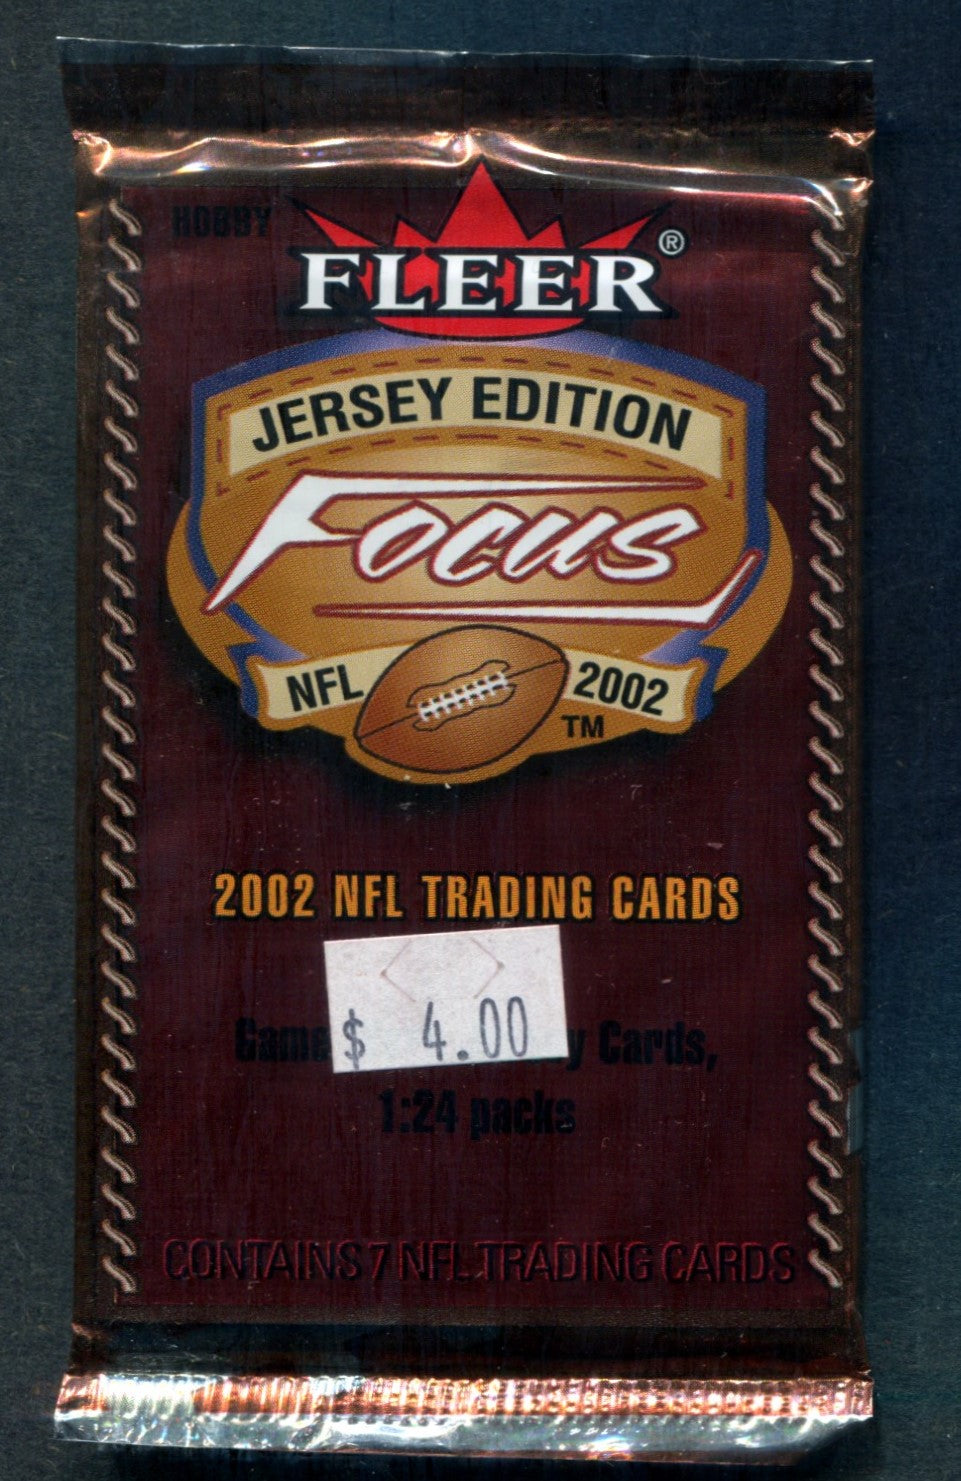 HOBBY
FLEER®
JERSEY EDITION
Focus
NFL 2002
TM
2002 NFL TRADING CARDS
$ 4.00
Game y Cards,
1:24 packs
CONTAINS 7 NFL TRADING CARDS